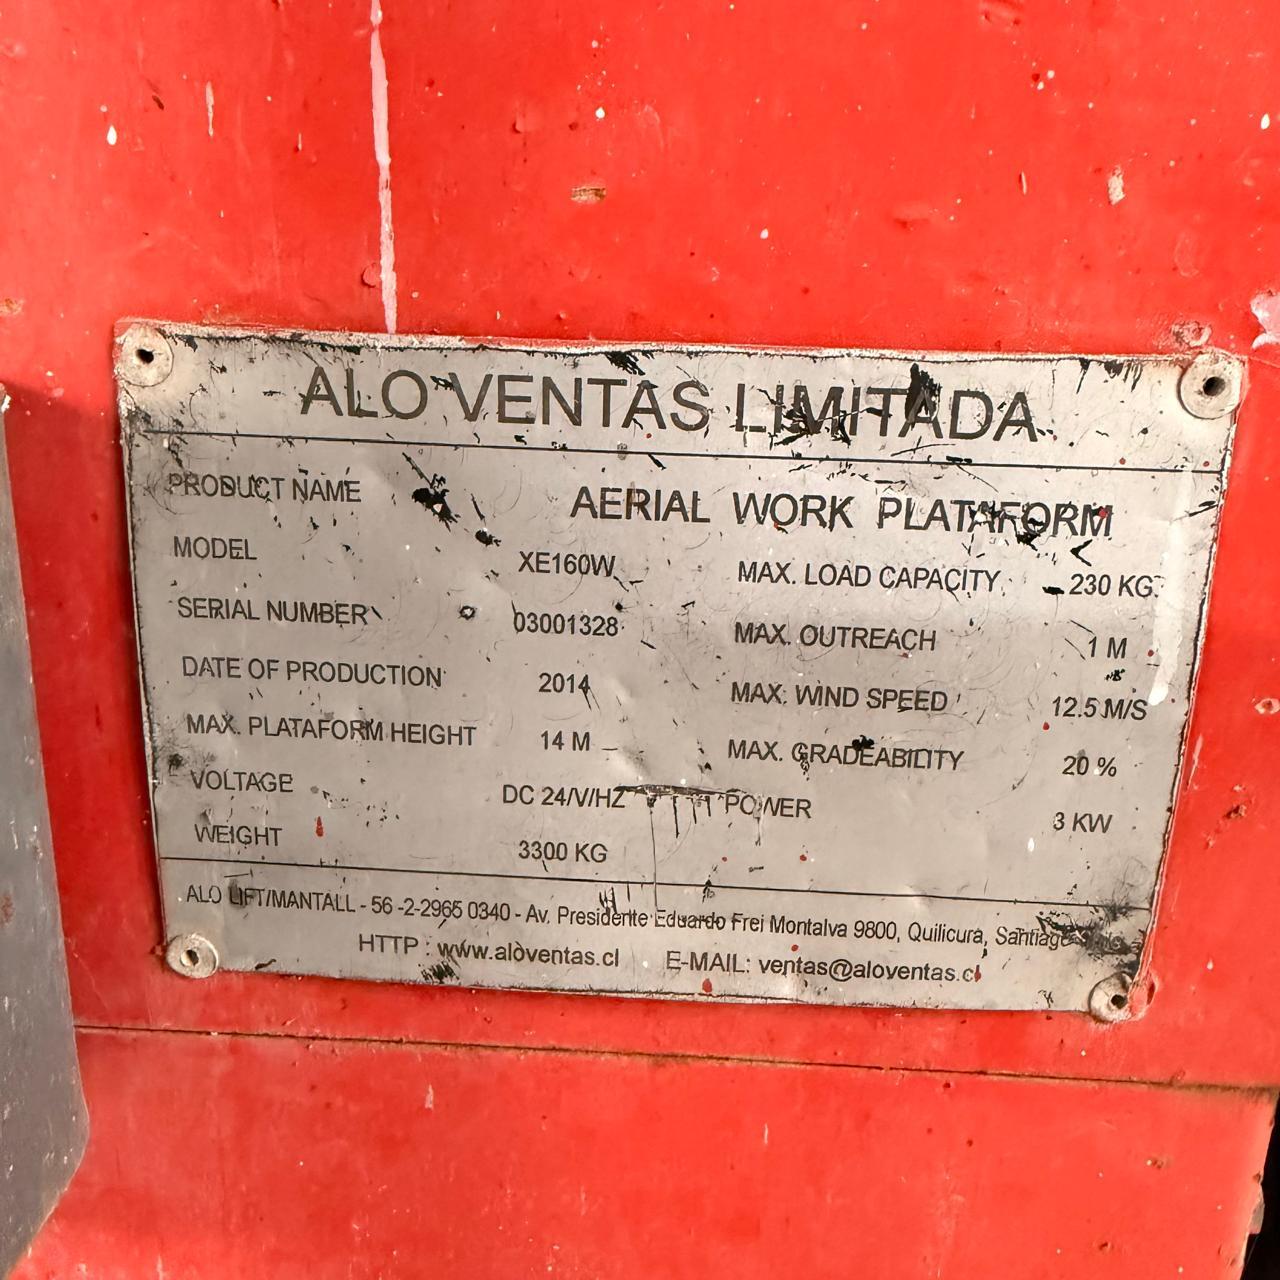 ALO VENTAS LIMITADA
PRODUCT NAME AERIAL WORK PLATAFORM
MODEL XE160W MAX. LOAD CAPACITY 230 KG.
SERIAL NUMBER 03001328 MAX. OUTREACH 1 M
DATE OF PRODUCTION 2014 MAX. WIND SPEED 12.5 M/S
MAX. PLATAFORM HEIGHT 14 M MAX. GRADEABILITY 20 %
VOLTAGE DC 24/V/HZ POWER 3 KW
WEIGHT 3300 KG
ALO LIFT/MANTALL - 56 -2-2965 0340 - Av. Presidente Eduardo Frei Montalva 9800, Quilicura, Santiago
HTTP : www.aloventas.cl E-MAIL: ventas@aloventas.cl